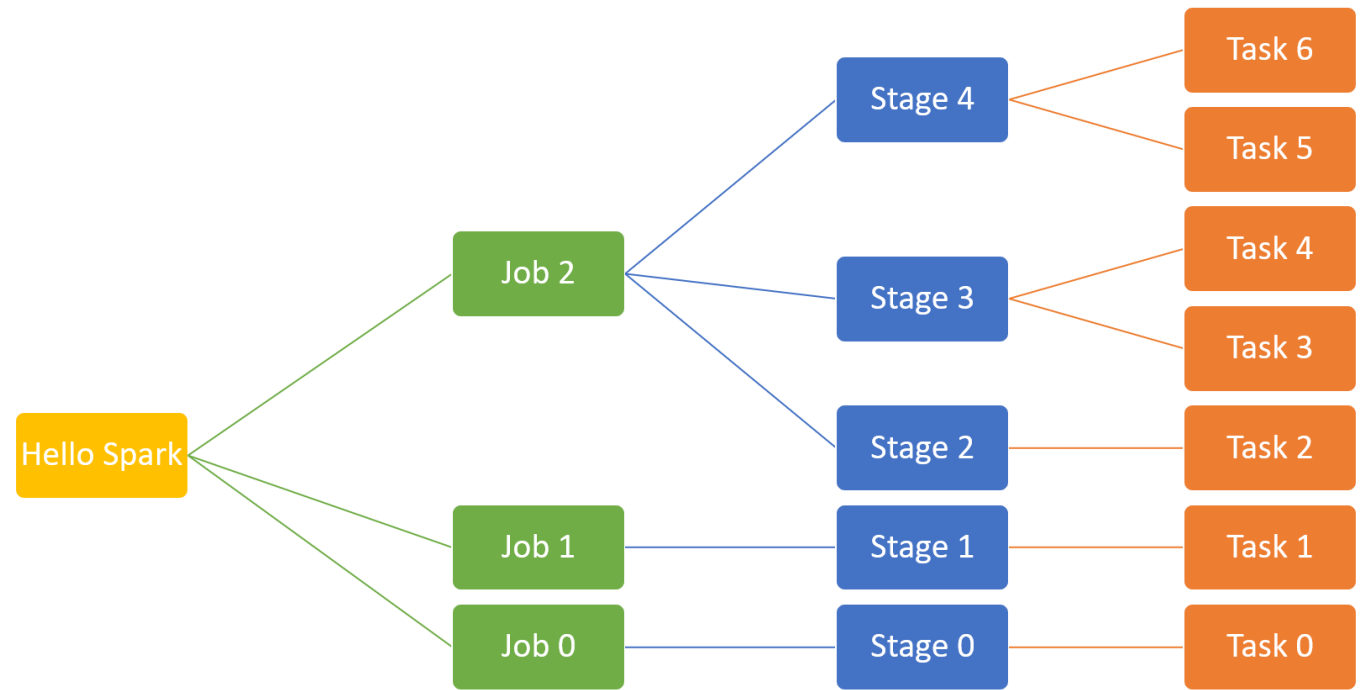 Task 6
Stage 4
Task 5
Task 4
Job 2
Stage 3
Task 3
Hello Spark
Stage 2
Task 2
Job 1
Stage 1
Task 1
Job 0
Stage 0
Task 0